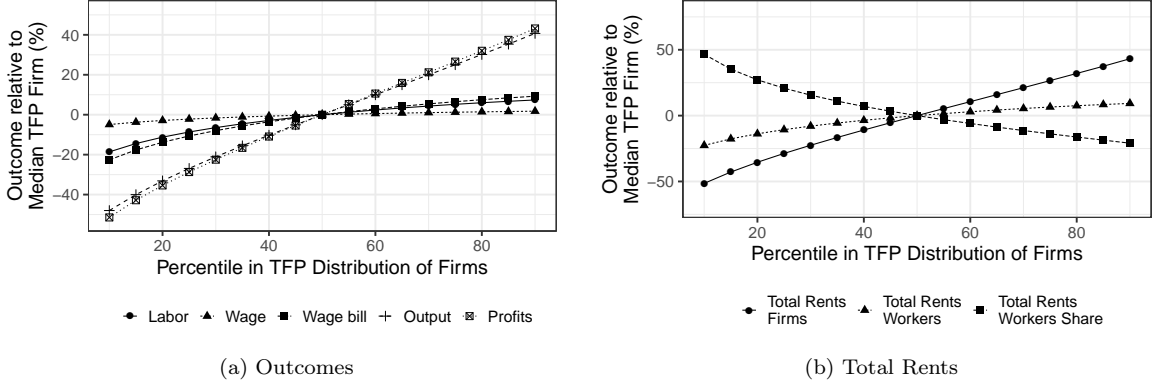 Outcome relative to
Median TFP Firm (%)
40
20
0
−20
−40
20
40
60
80
Percentile in TFP Distribution of Firms
Labor
Wage
Wage bill
Output
Profits
(a) Outcomes
Outcome relative to
Median TFP Firm (%)
50
0
−50
20
40
60
80
Percentile in TFP Distribution of Firms
Total Rents
Firms
Total Rents
Workers
Total Rents
Workers Share
(b) Total Rents